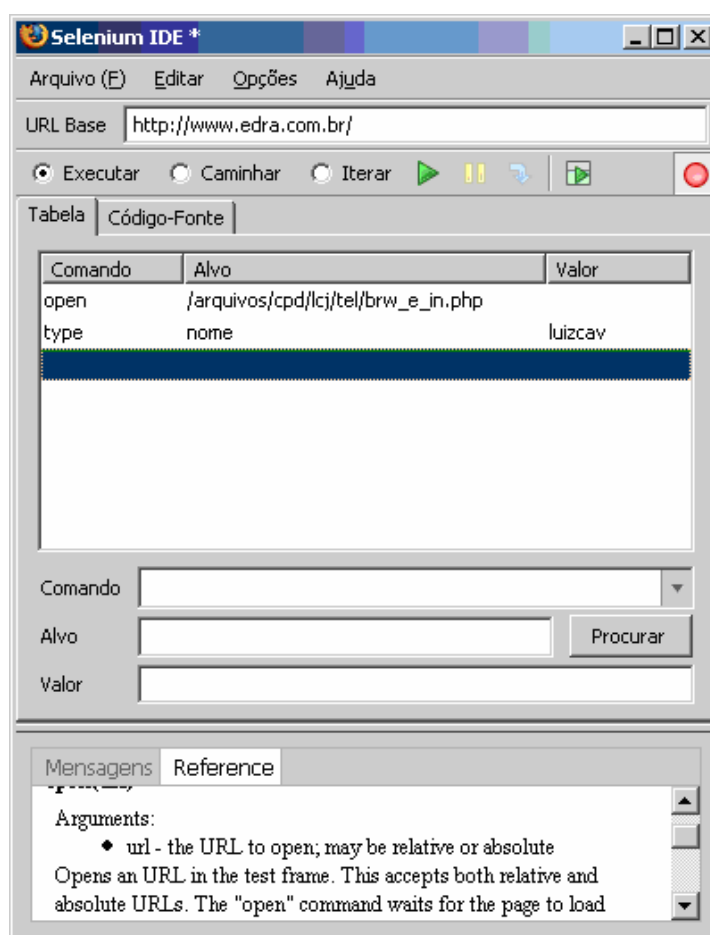 Selenium IDE *
Arquivo (F) Editar Opções Ajuda
URL Base http://www.edra.com.br/
Executar Caminhar Iterar
Tabela Código-Fonte
Comando Alvo Valor
open /arquivos/cpd/lcj/tel/brw_e_in.php
type nome luizcav
Comando
Alvo Procurar
Valor
Mensagens Reference
Arguments:
url - the URL to open; may be relative or absolute
Opens an URL in the test frame. This accepts both relative and
absolute URLs. The "open" command waits for the page to load